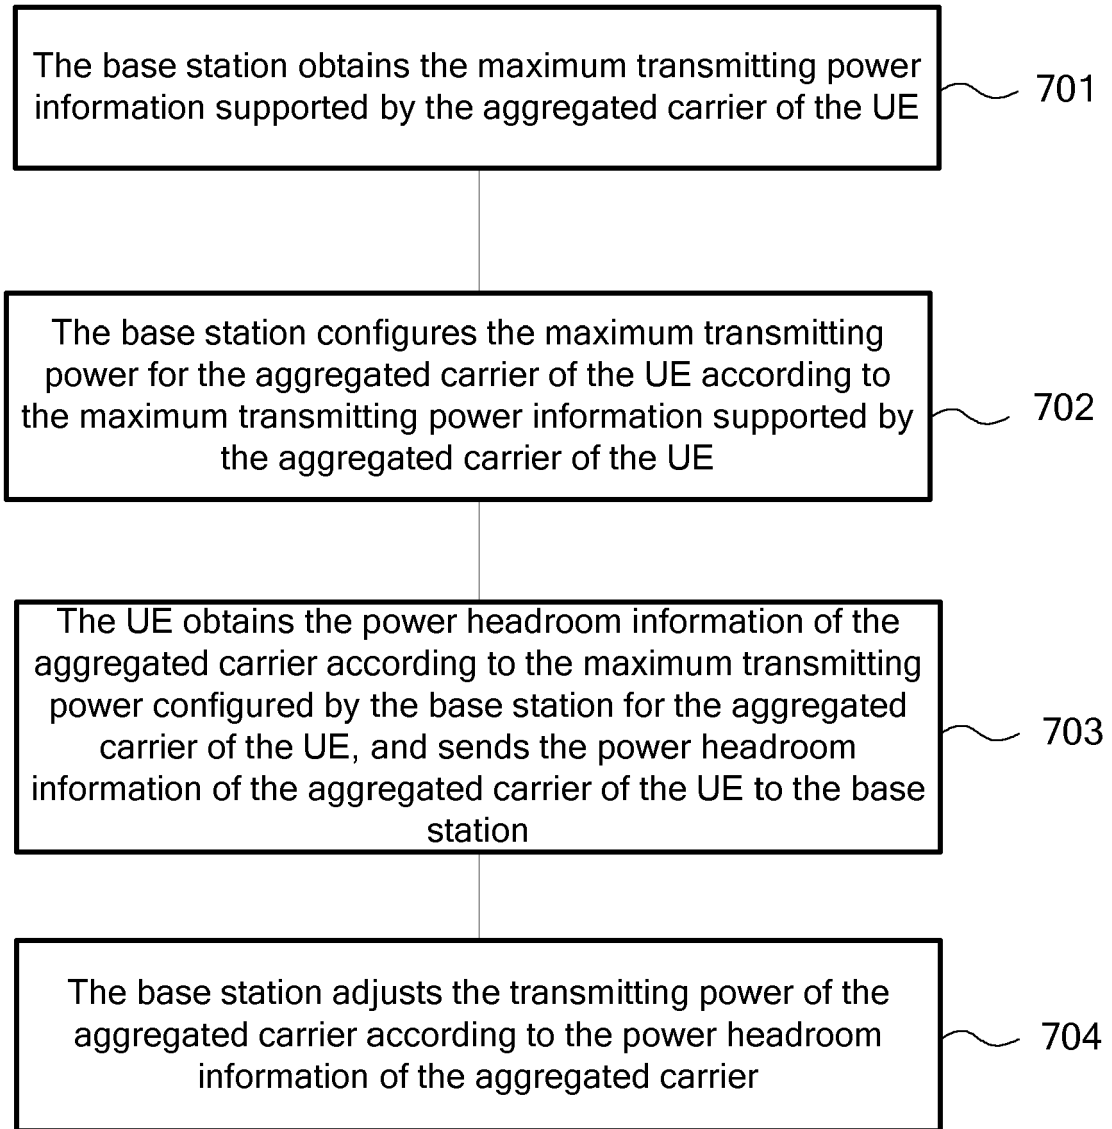 The base station obtains the maximum transmitting power
information supported by the aggregated carrier of the UE
701
The base station configures the maximum transmitting
power for the aggregated carrier of the UE according to
the maximum transmitting power information supported by
the aggregated carrier of the UE
702
The UE obtains the power headroom information of the
aggregated carrier according to the maximum transmitting
power configured by the base station for the aggregated
carrier of the UE, and sends the power headroom
information of the aggregated carrier of the UE to the base
station
703
The base station adjusts the transmitting power of the
aggregated carrier according to the power headroom
information of the aggregated carrier
704